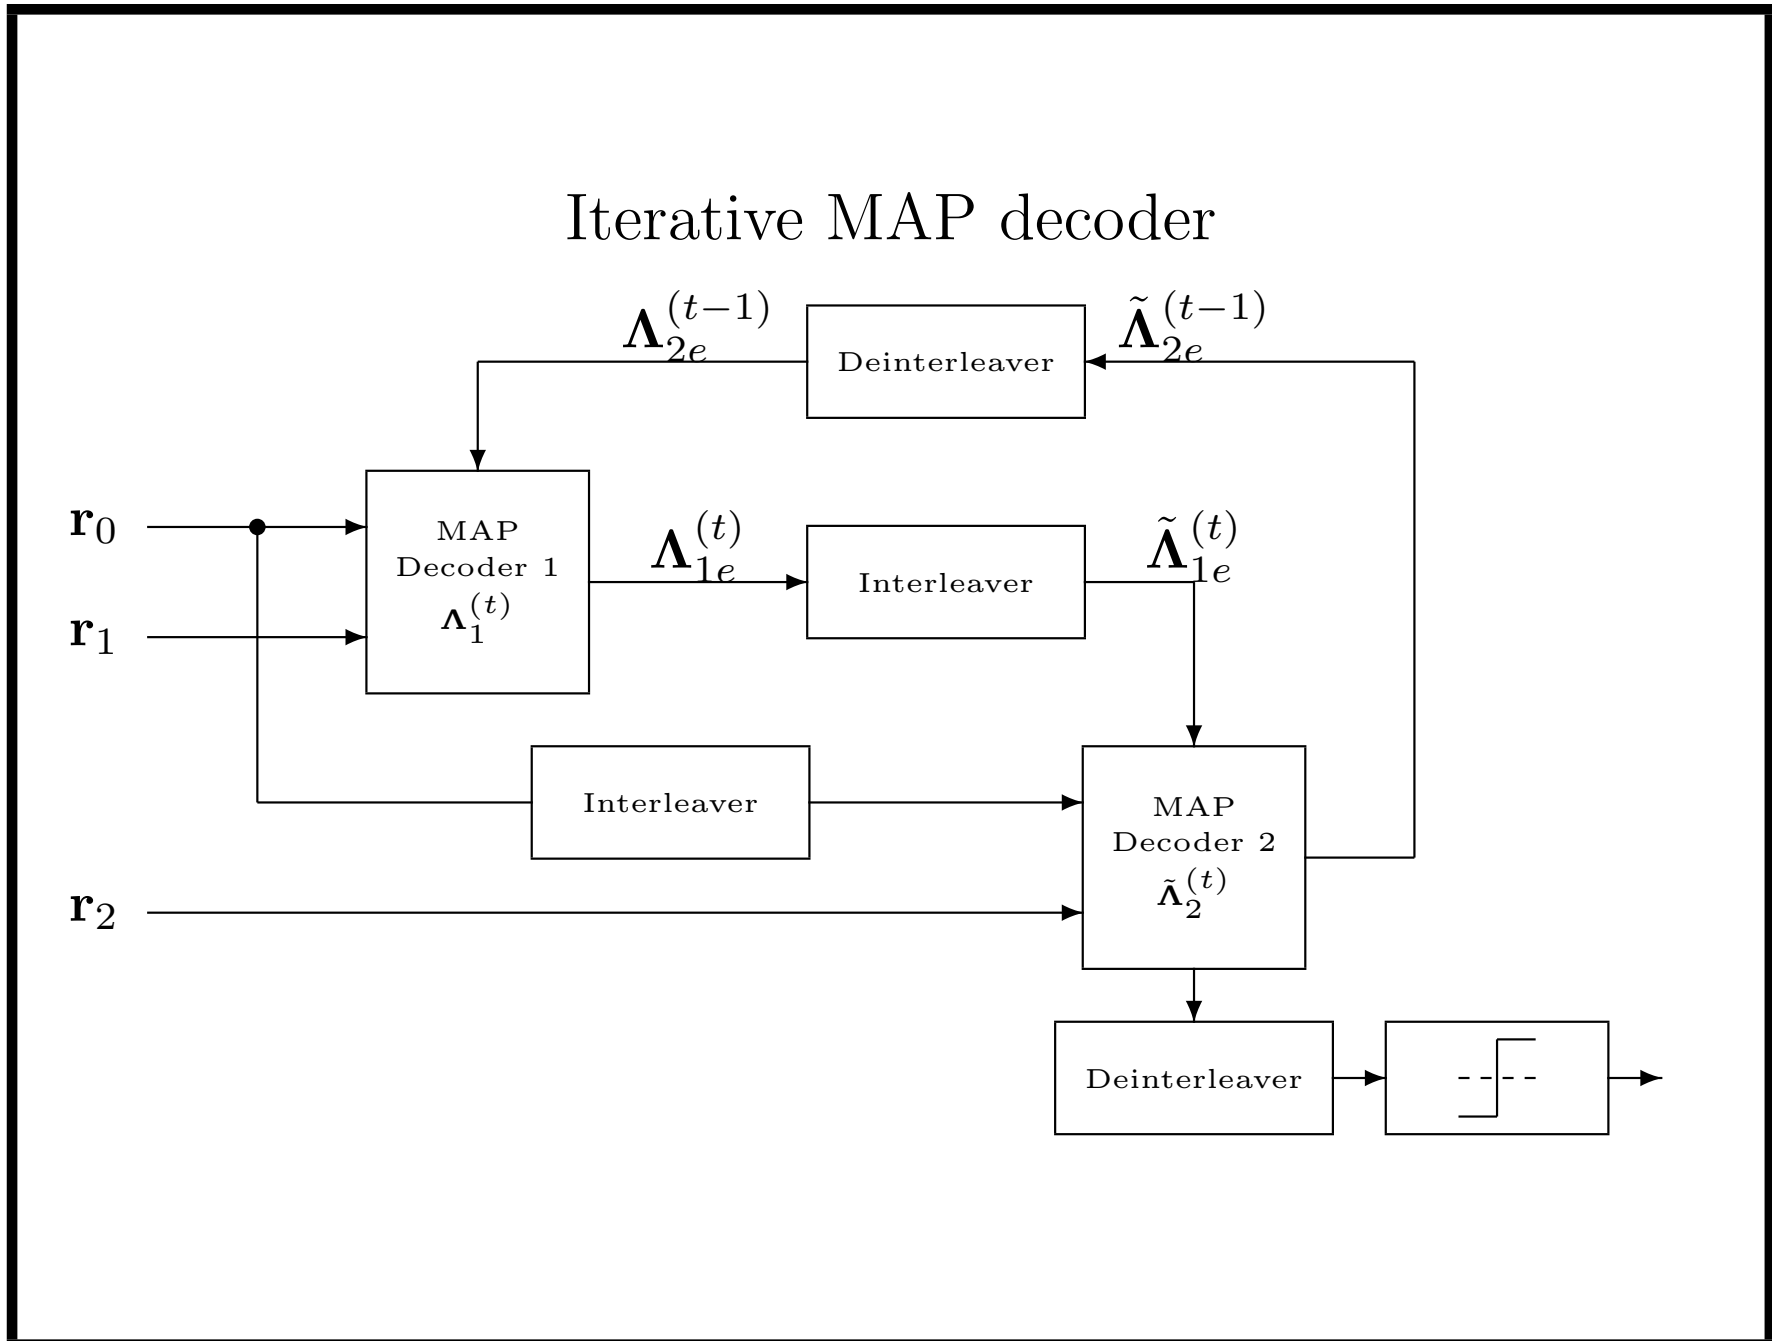 Iterative MAP decoder
Λ₂ₑ^(t−1)
Deinterleaver
Λ̃₂ₑ^(t−1)
r₀
r₁
MAP
Decoder 1
Λ₁^(t)
Λ₁ₑ^(t)
Interleaver
Λ̃₁ₑ^(t)
Interleaver
MAP
Decoder 2
Λ̃₂^(t)
r₂
Deinterleaver